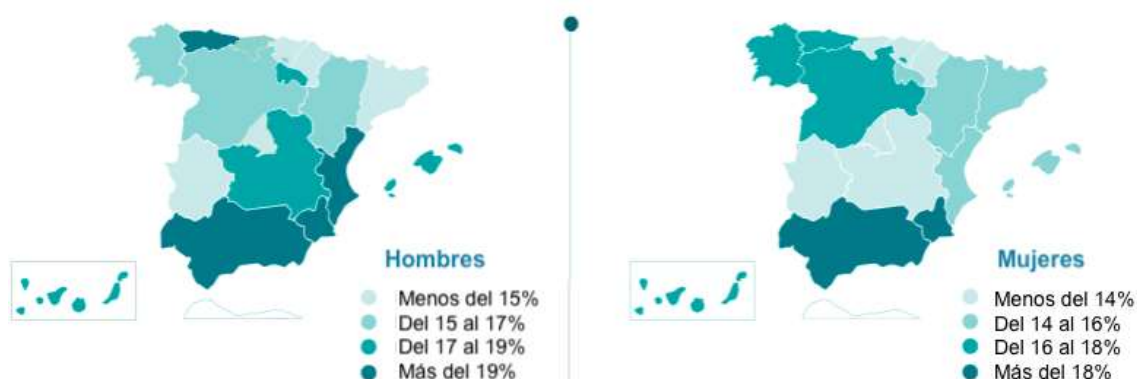 Hombres
Menos del 15%
Del 15 al 17%
Del 17 al 19%
Más del 19%
Mujeres
Menos del 14%
Del 14 al 16%
Del 16 al 18%
Más del 18%